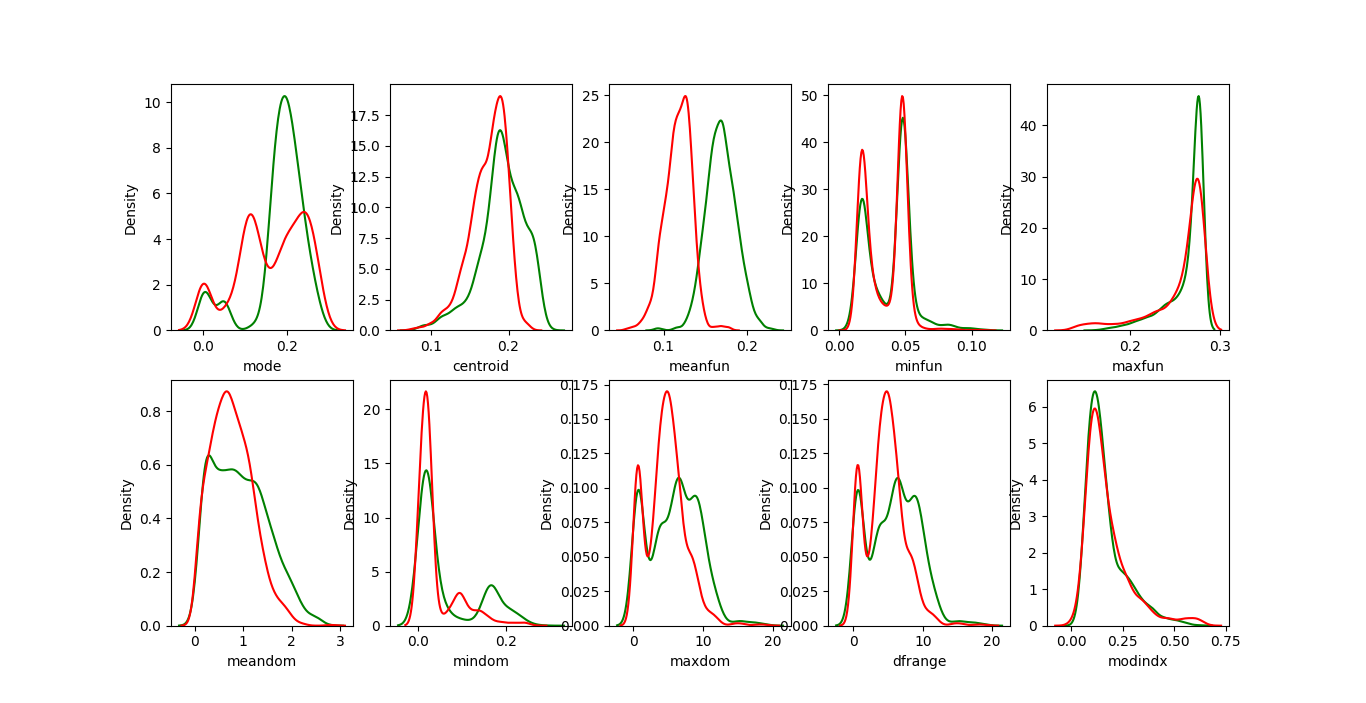 10
8
6
4
2
0
Density
0.0 0.2
mode
17.5
15.0
12.5
10.0
7.5
5.0
2.5
0.0
Density
0.1 0.2
centroid
25
20
15
10
5
0
Density
0.1 0.2
meanfun
50
40
30
20
10
0
Density
0.00 0.05 0.10
minfun
40
30
20
10
0
Density
0.2 0.3
maxfun
0.8
0.6
0.4
0.2
0.0
Density
0 1 2 3
meandom
20
15
10
5
0
Density
0.0 0.2
mindom
0.175
0.150
0.125
0.100
0.075
0.050
0.025
0.000
Density
0 10 20
maxdom
0.175
0.150
0.125
0.100
0.075
0.050
0.025
0.000
Density
0 10 20
dfrange
6
5
4
3
2
1
0
Density
0.00 0.25 0.50 0.75
modindx